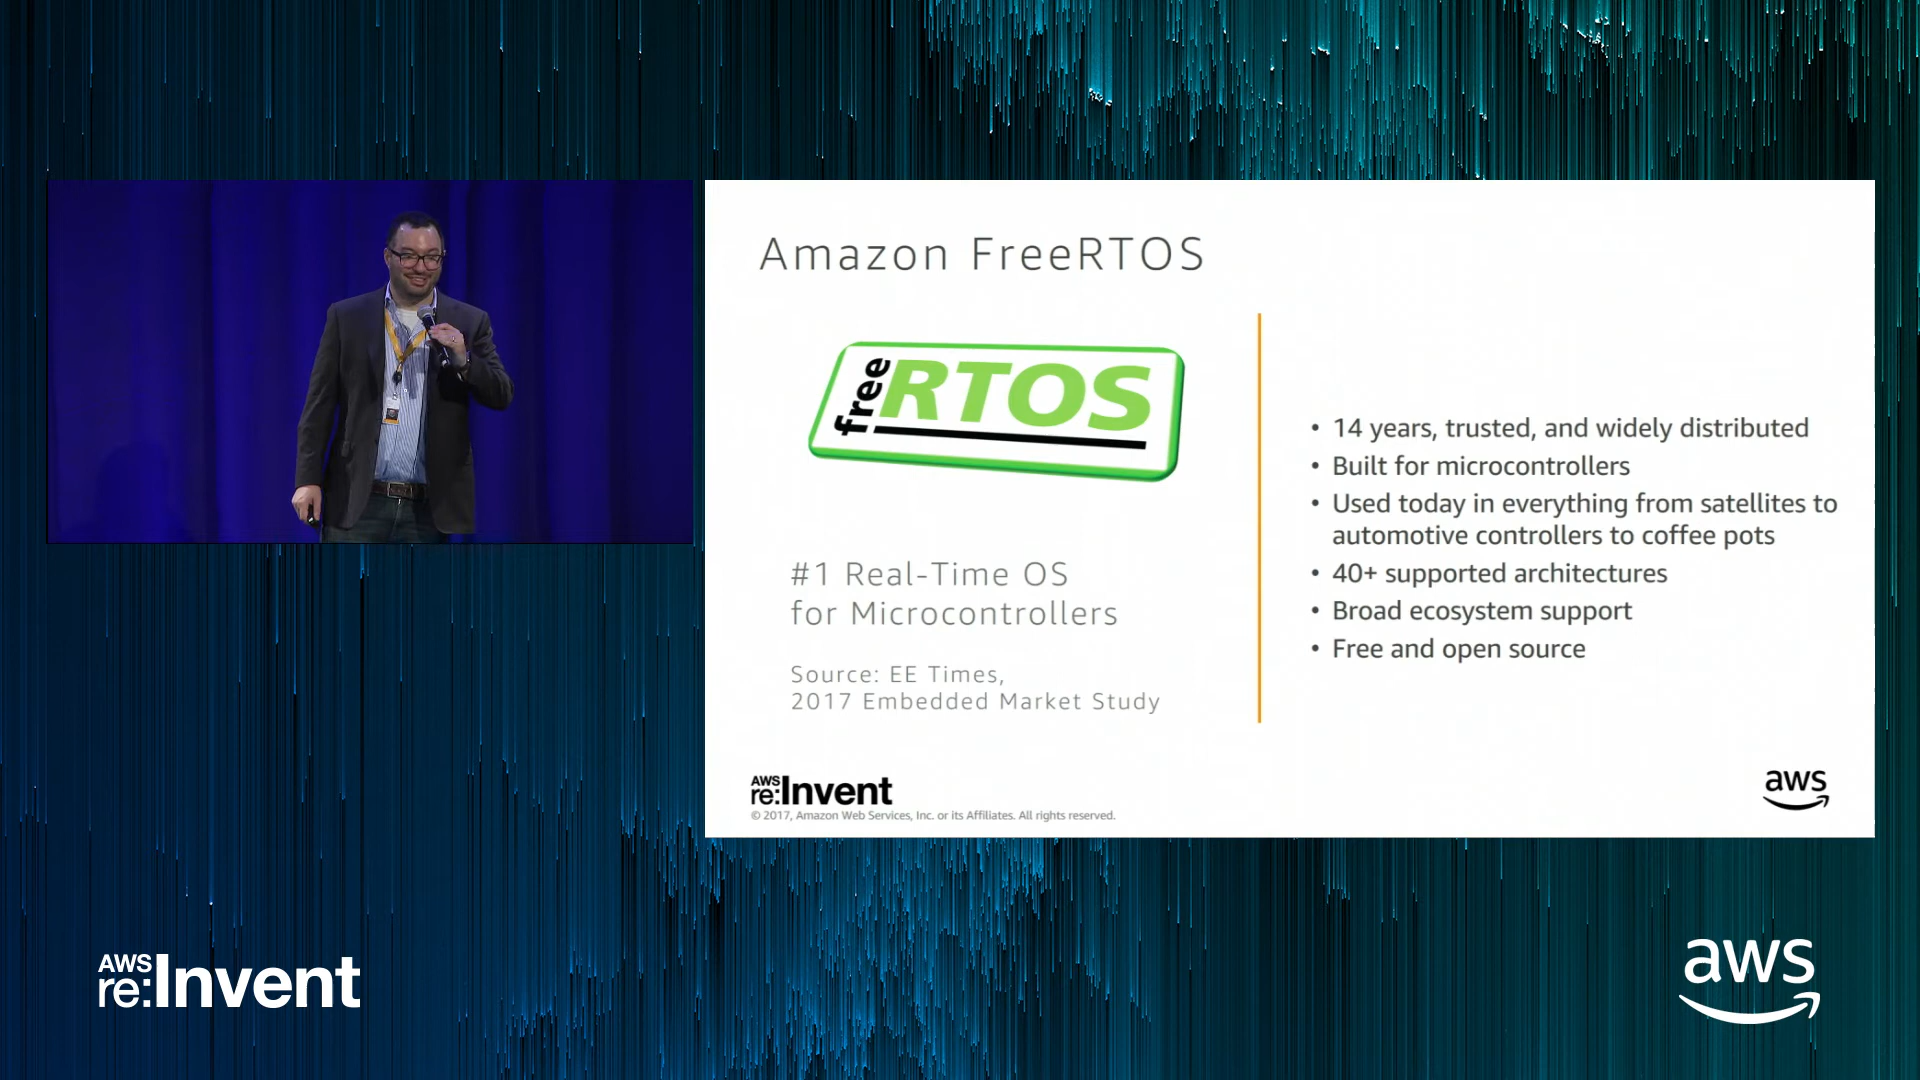 Amazon FreeRTOS
free RTOS
#1 Real-Time OS
for Microcontrollers
Source: EE Times,
2017 Embedded Market Study
• 14 years, trusted, and widely distributed
• Built for microcontrollers
• Used today in everything from satellites to
automotive controllers to coffee pots
• 40+ supported architectures
• Broad ecosystem support
• Free and open source
AWS
re:Invent
© 2017, Amazon Web Services, Inc. or its Affiliates. All rights reserved.
aws
AWS
re:Invent
aws